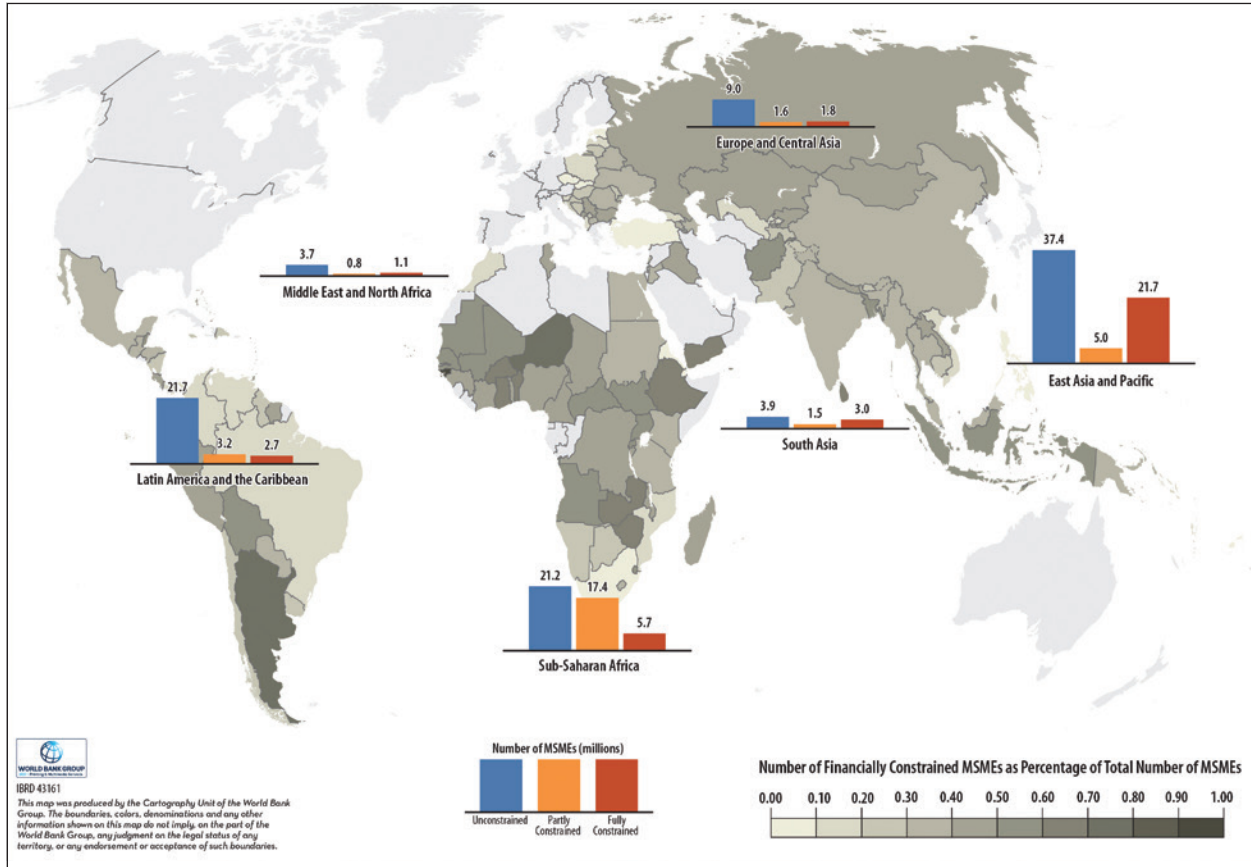 9.0
1.6
1.8
Europe and Central Asia
3.7
0.8
1.1
Middle East and North Africa
37.4
5.0
21.7
East Asia and Pacific
21.7
3.2
2.7
Latin America and the Caribbean
3.9
1.5
3.0
South Asia
21.2
17.4
5.7
Sub-Saharan Africa
Number of MSMEs (millions)
Unconstrained
Partly
Constrained
Fully
Constrained
Number of Financially Constrained MSMEs as Percentage of Total Number of MSMEs
0.00 0.10 0.20 0.30 0.40 0.50 0.60 0.70 0.80 0.90 1.00
WORLD BANK GROUP
IBRD 43161
This map was produced by the Cartography Unit of the World Bank
Group. The boundaries, colors, denominations and any other
information shown on this map do not imply, on the part of the
World Bank Group, any judgment on the legal status of any
territory, or any endorsement or acceptance of such boundaries.